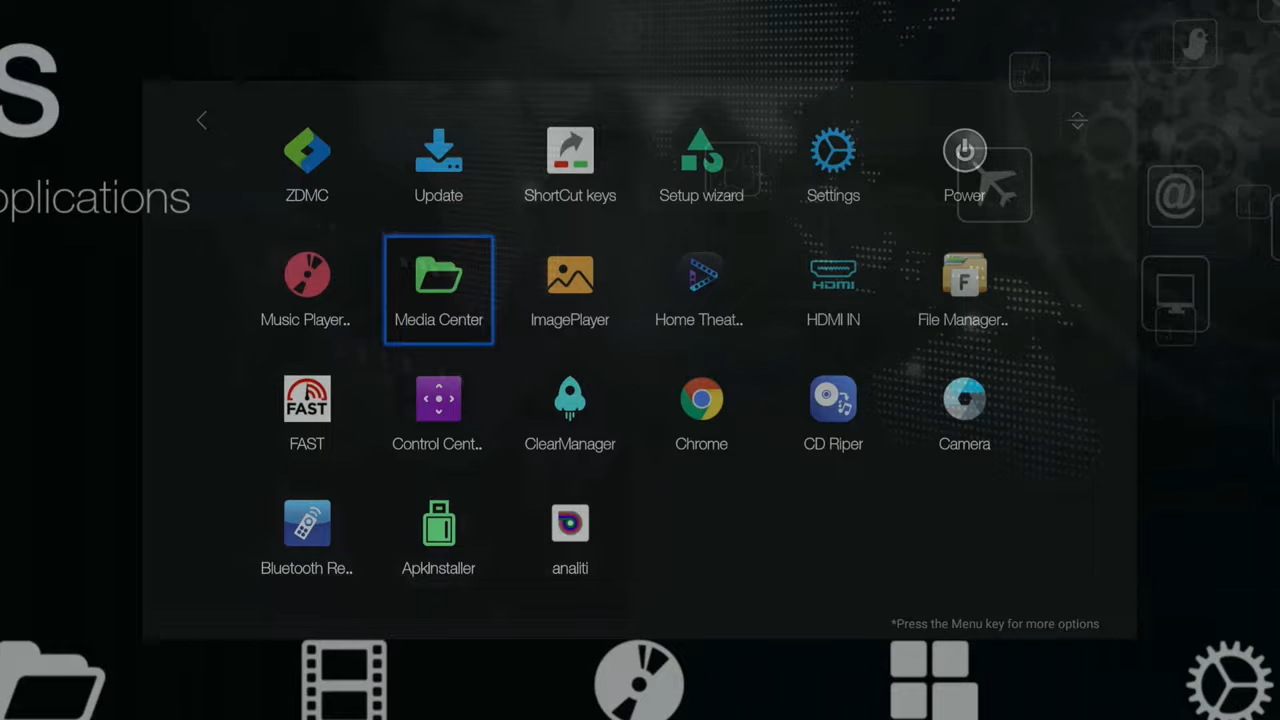 S
pplications
ZDMC
Update
ShortCut keys
Setup wizard
Settings
Power
@
Music Player..
Media Center
ImagePlayer
Home Theat..
HDMI
HDMI IN
F
File Manager..
FAST
FAST
Control Cent..
ClearManager
Chrome
CD Riper
Camera
Bluetooth Re..
ApkInstaller
analiti
*Press the Menu key for more options